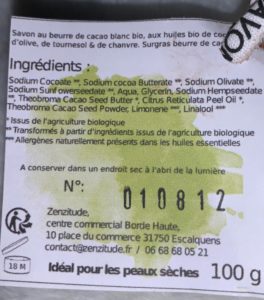 Savon au beurre de cacao blanc bio, aux huiles bio de coco
d'olive, de tournesol & de chanvre. Surgras beurre de
Ingrédients :
Sodium Cocoate **, Sodium cocoa Butterate **, Sodium Olivate **,
Sodium Sunflowerseedate **, Aqua, Glycerin, Sodium Hempseedate
**, Theobroma Cacao Seed Butter *, Citrus Reticulata Peel Oil *,
Theobroma Cacao Seed Powder, Limonene ***, Linalool ***
* Issus de l'agriculture biologique
** Transformés à partir d'ingrédients issus de l'agriculture biologique
*** Allergènes naturellement présents dans les huiles essentielles
A conserver dans un endroit sec à l'abri de la lumière
N°: 010812
Zenzitude,
centre commercial Borde Haute,
10 place du commerce 31750 Escalquens
contact@zenzitude.fr / 06 68 68 05 21
18 M
Idéal pour les peaux sèches 100 g